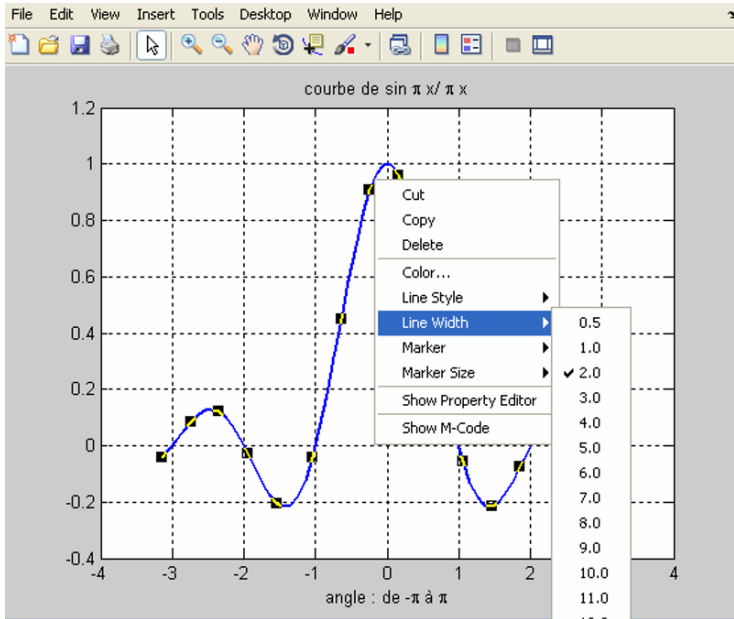 File Edit View Insert Tools Desktop Window Help
courbe de sin π x/ π x
1.2
1
0.8
0.6
0.4
0.2
0
-0.2
-0.4
-4 -3 -2 -1 0 1 2 4
angle : de -π à π
Cut
Copy
Delete
Color...
Line Style
Line Width
Marker
Marker Size
Show Property Editor
Show M-Code
0.5
1.0
2.0
3.0
4.0
5.0
6.0
7.0
8.0
9.0
10.0
11.0